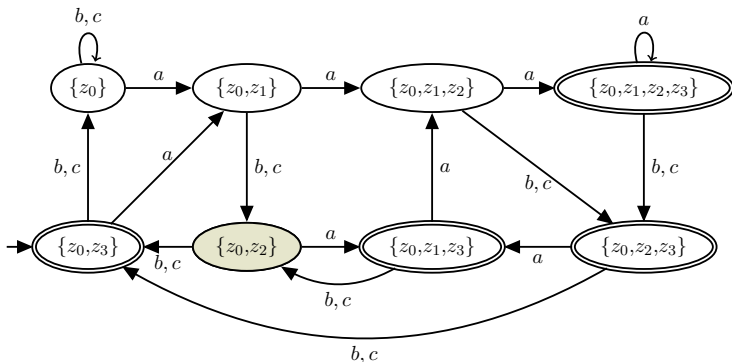 b, c
a
{z0}
a
{z0,z1}
a
{z0,z1,z2}
a
{z0,z1,z2,z3}
b, c
a
b, c
a
b, c
b, c
{z0,z3}
b, c
{z0,z2}
a
{z0,z1,z3}
a
{z0,z2,z3}
b, c
b, c